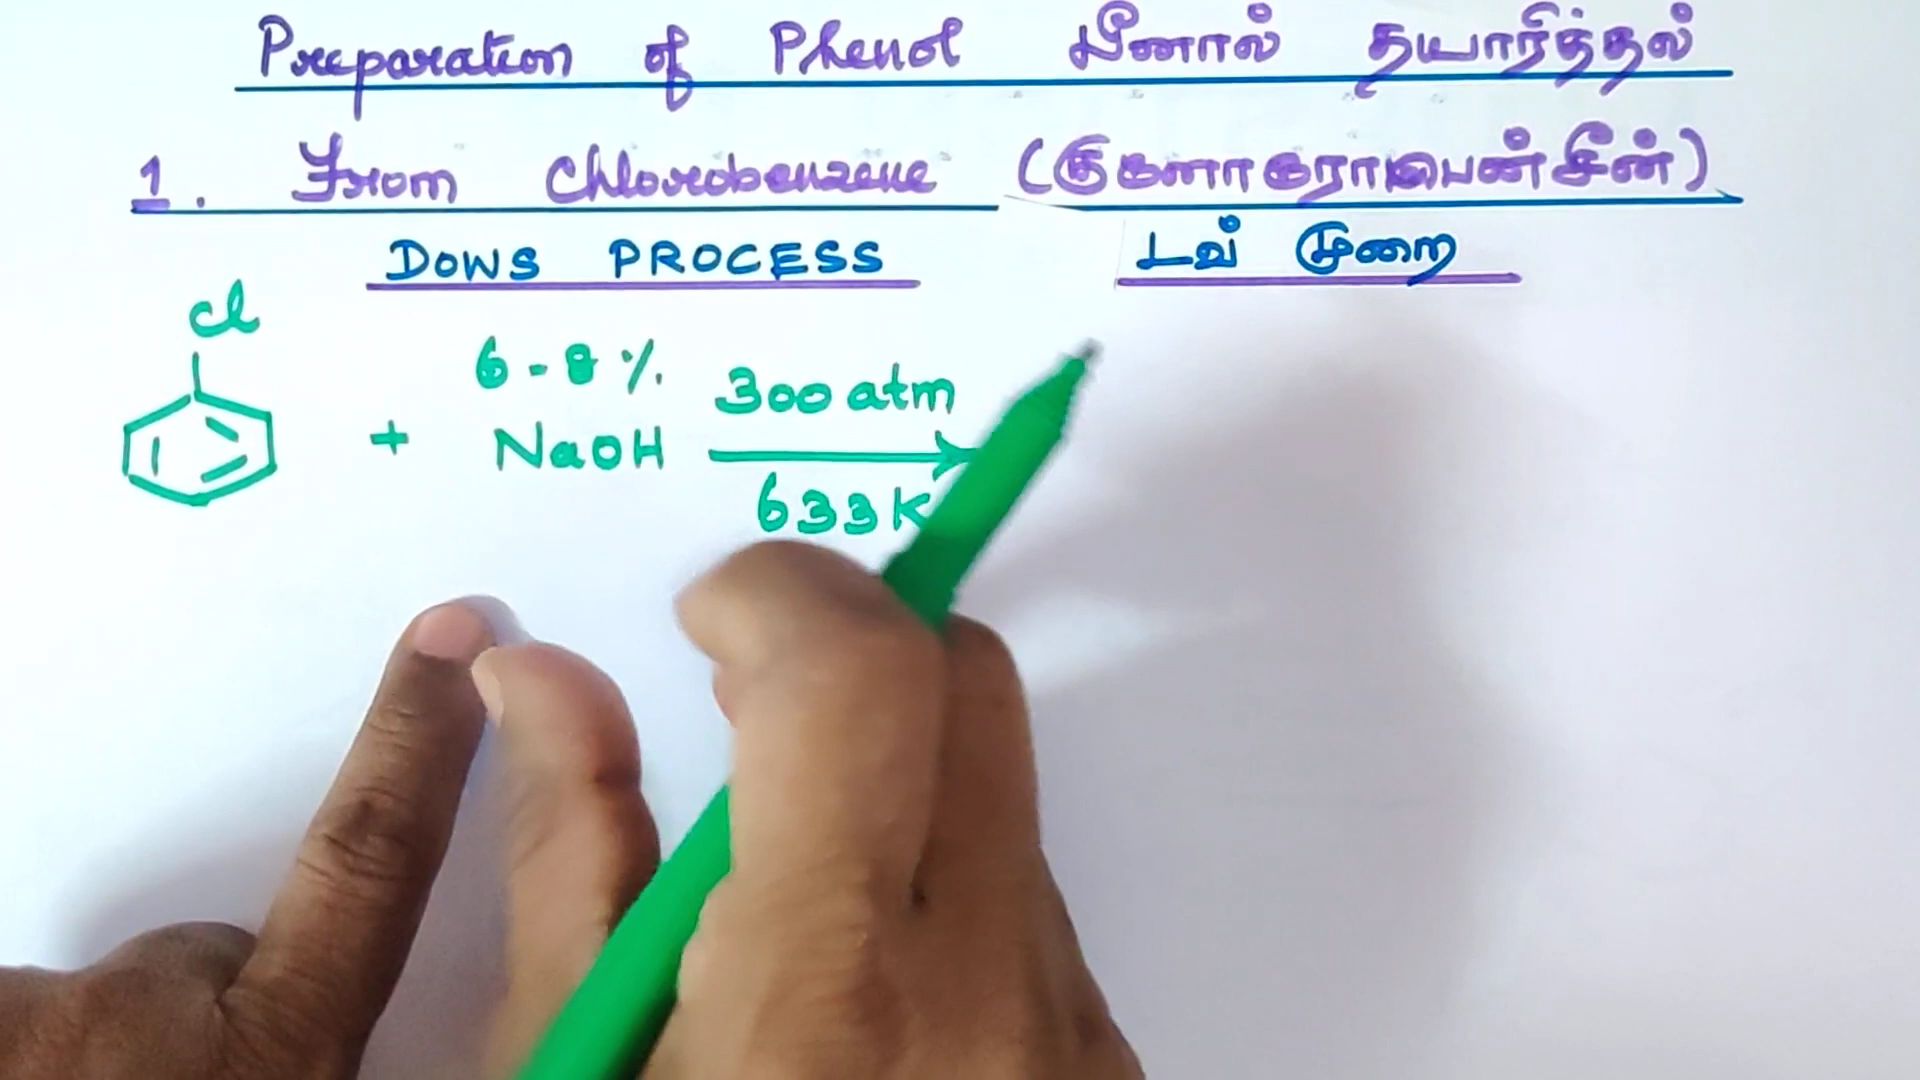 Preparation of Phenol பீனால் தயாரித்தல்
1. From Chlorobenzene (குளோரோபென்சீன்)
DOWS PROCESS டவ் முறை
Cl
6-8%
300 atm
+ NaOH
633K